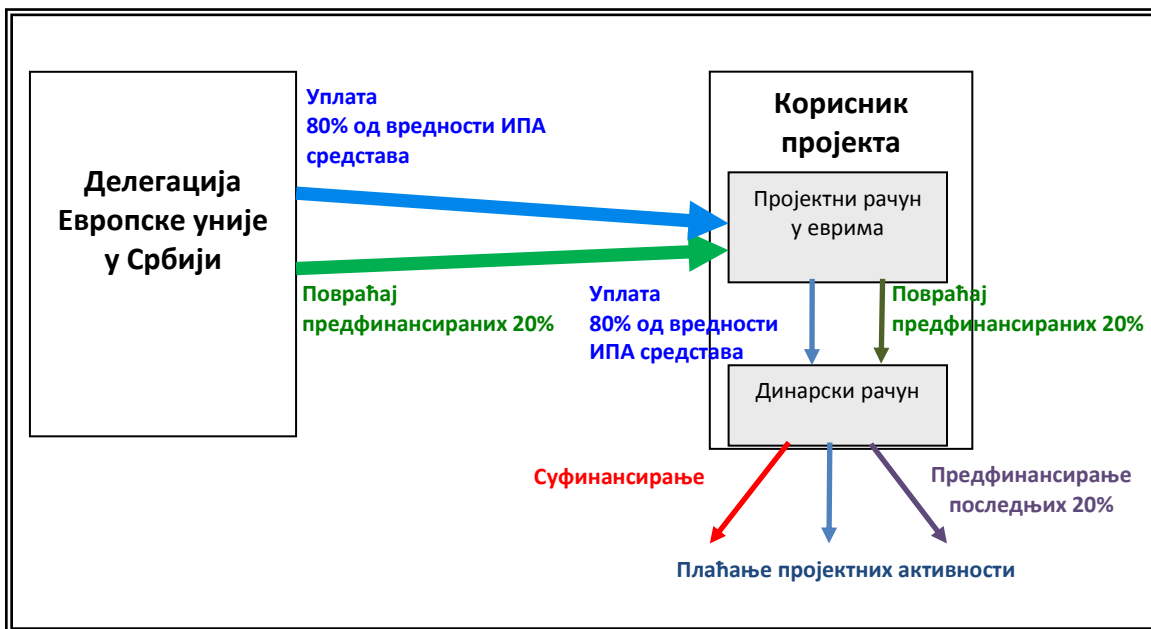 Делегација
Европске уније
у Србији
Уплата
80% од вредности ИПА
средстава
Повраћај
предфинансираних 20%
Корисник
пројекта
Пројектни рачун
у еврима
Уплата
80% од вредности
ИПА средстава
Повраћај
предфинансираних 20%
Динарски рачун
Суфинансирање
Предфинансирање
последњих 20%
Плаћање пројектних активности